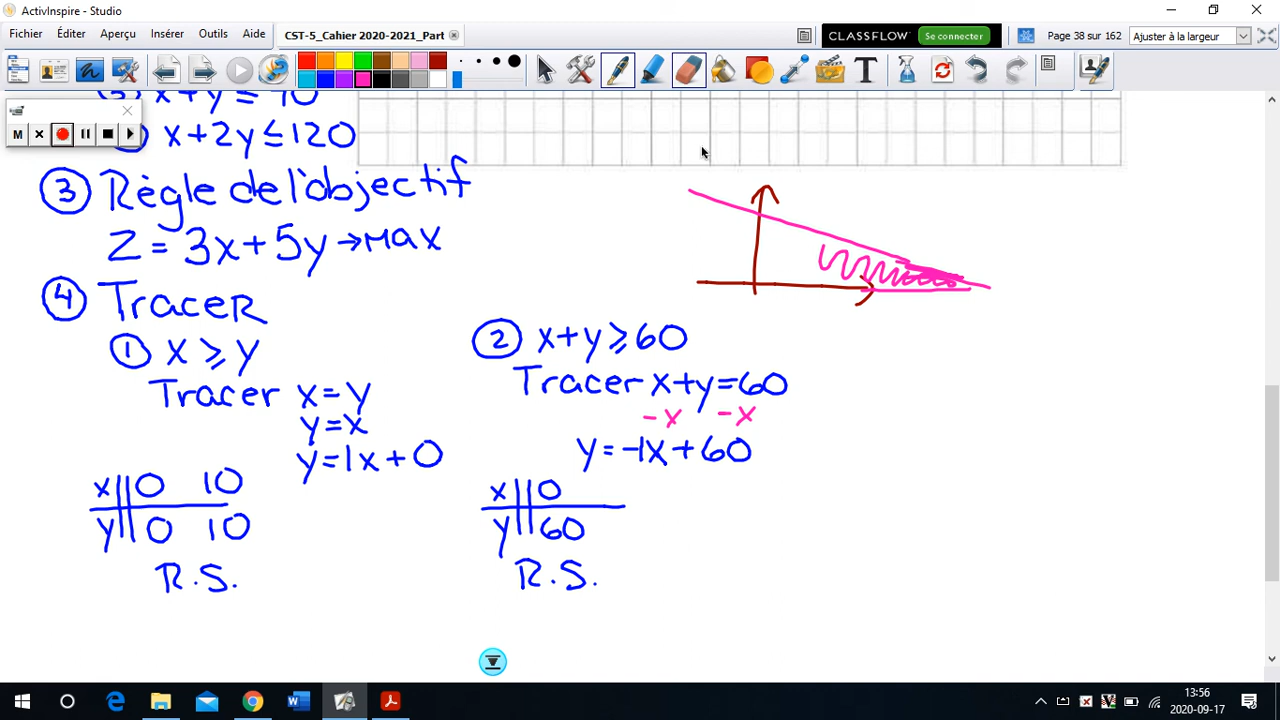 ActivInspire - Studio
Fichier Éditer Aperçu Insérer Outils Aide
CST-5_Cahier 2020-2021_Part
CLASSFLOW Se connecter
Page 38 sur 162 Ajuster à la largeur
M
x+2y≤120
③ Règle de l'objectif
Z = 3x+5y→Max
④ Tracer
① x ≥ y
Tracer x=y
y=x
y=1x+0
x 0 10
y 0 10
R.S.
② x+y≥60
Tracer x+y=60
-x -x
y=-1x+60
x 0
y 60
R.S.
13:56
2020-09-17